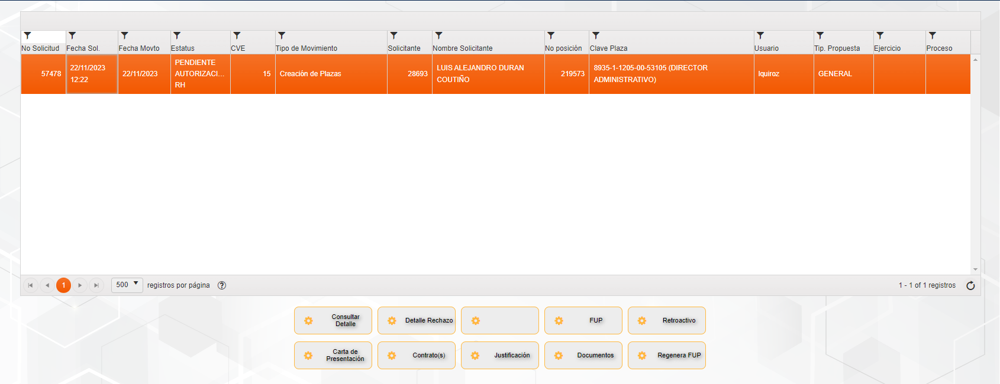 No Solicitud Fecha Sol. Fecha Movto Estatus CVE Tipo de Movimiento Solicitante Nombre Solicitante No posición Clave Plaza Usuario Tip. Propuesta Ejercicio Proceso
57478 22/11/2023 12:22 22/11/2023 PENDIENTE AUTORIZACI... RH 15 Creación de Plazas 28693 LUIS ALEJANDRO DURAN COUTIÑO 219573 8935-1-1205-00-53105 (DIRECTOR ADMINISTRATIVO) lquiroz GENERAL
1 500 registros por página 1 - 1 of 1 registros
Consultar Detalle
Detalle Rechazo
FUP
Retroactivo
Carta de Presentación
Contrato(s)
Justificación
Documentos
Regenera FUP